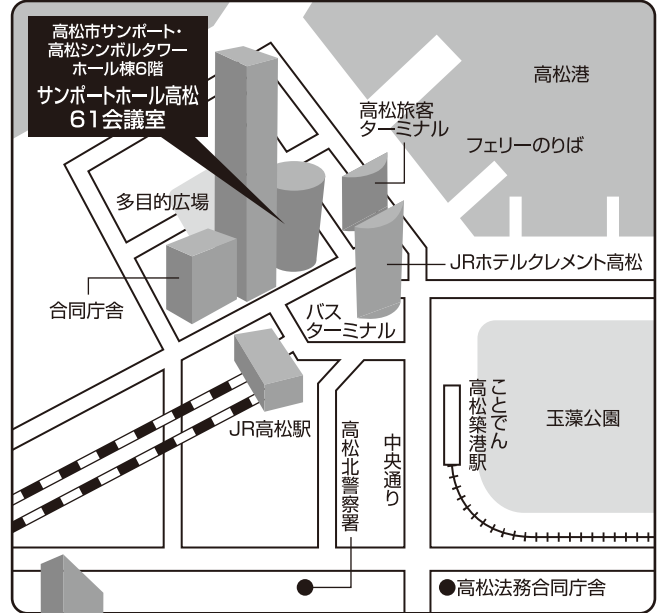 高松市サンポート・
高松シンボルタワー
ホール棟6階
サンポートホール高松
61会議室
高松港
高松旅客
ターミナル
フェリーのりば
多目的広場
JRホテルクレメント高松
合同庁舎
バス
ターミナル
JR高松駅
ことでん
高松築港駅
玉藻公園
高松北警察署
中央通り
高松法務合同庁舎